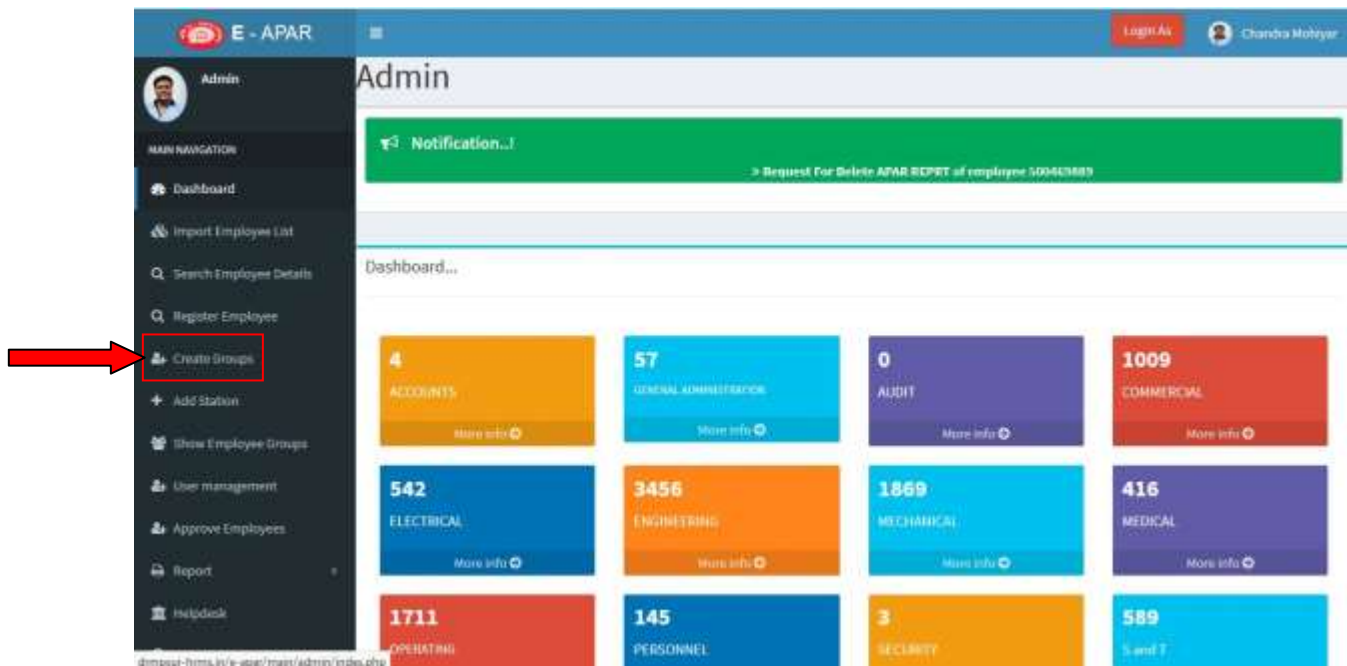 E - APAR
Login As
Chandra Mohiyar
Admin
Admin
Notification..!
> Request For Delete APAR REPRT of employee
MAIN NAVIGATION
Dashboard
Import Employee List
Search Employee Details
Register Employee
Create Groups
Add Station
Show Employee Groups
User management
Approve Employees
Report
Helpdesk
Dashboard...
4
ACCOUNTS
More info
57
GENERAL ADMINISTRATION
More info
0
AUDIT
More info
1009
COMMERCIAL
More info
542
ELECTRICAL
More info
3456
ENGINEERING
More info
1869
MECHANICAL
More info
416
MEDICAL
More info
1711
OPERATING
145
PERSONNEL
3
SECURITY
589
S and T